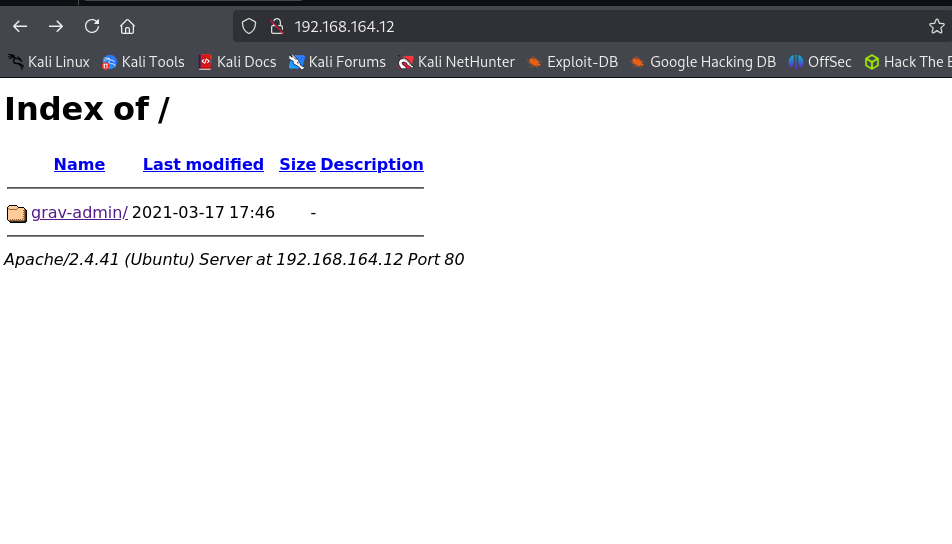 192.168.164.12
Kali Linux Kali Tools Kali Docs Kali Forums Kali NetHunter Exploit-DB Google Hacking DB OffSec Hack The
Index of /
Name Last modified Size Description
grav-admin/ 2021-03-17 17:46 -
Apache/2.4.41 (Ubuntu) Server at 192.168.164.12 Port 80